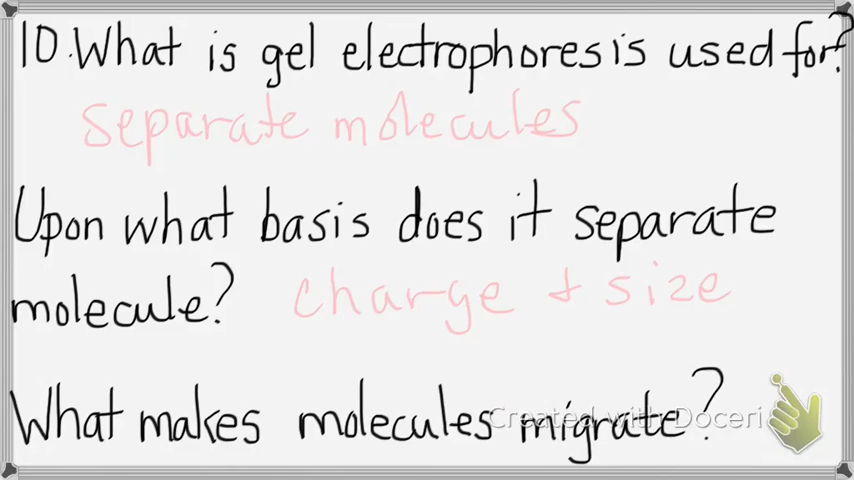 10. What is gel electrophoresis used for?
separate molecules
Upon what basis does it separate
molecule? charge + size
What makes molecules migrate?
Created with Doceri